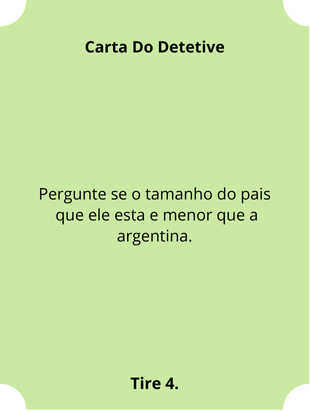 Carta Do Detetive
Pergunte se o tamanho do pais
que ele esta e menor que a
argentina.
Tire 4.